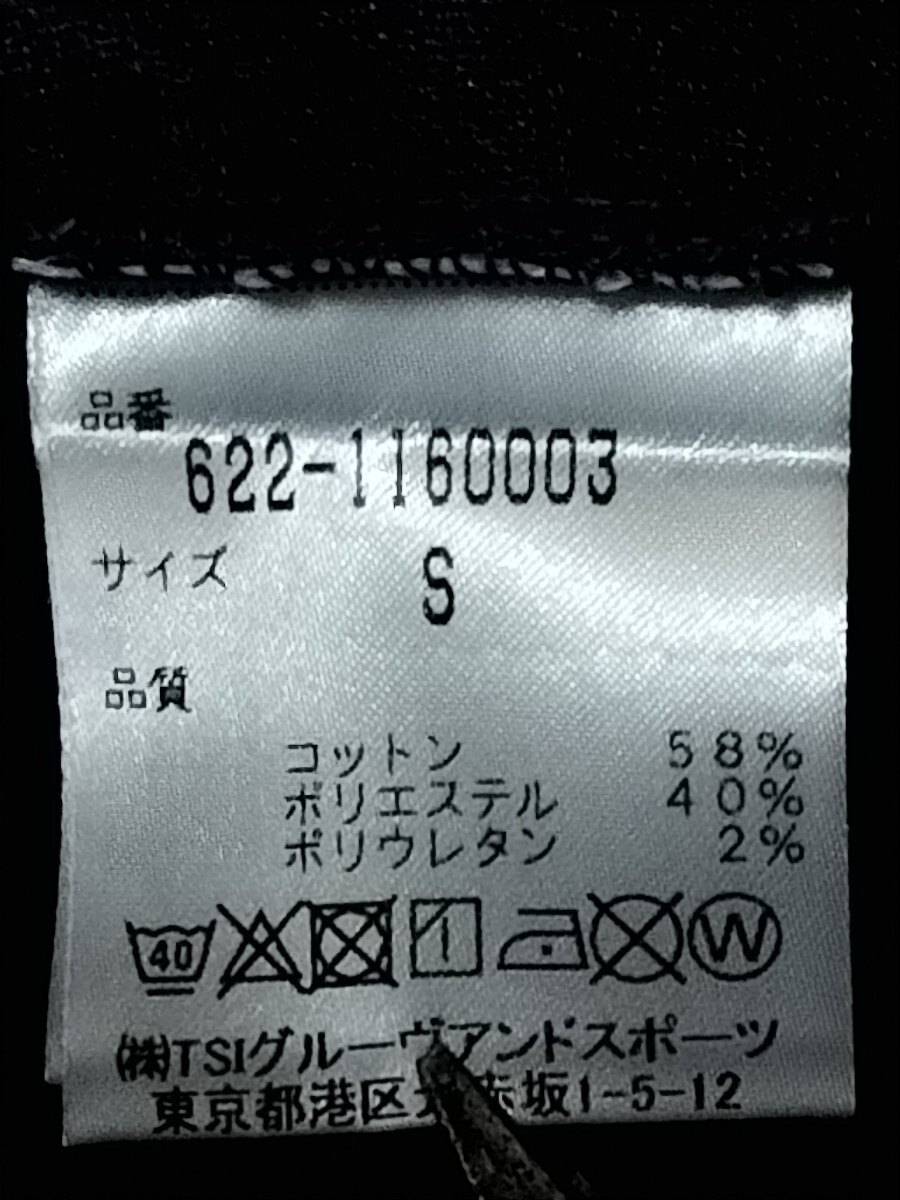 品番
622-1160003
サイズ S
品質
コットン 58%
ポリエステル 40%
ポリウレタン 2%
40 W
(株)TSIグルーヴアンドスポーツ
東京都港区 赤坂1-5-12